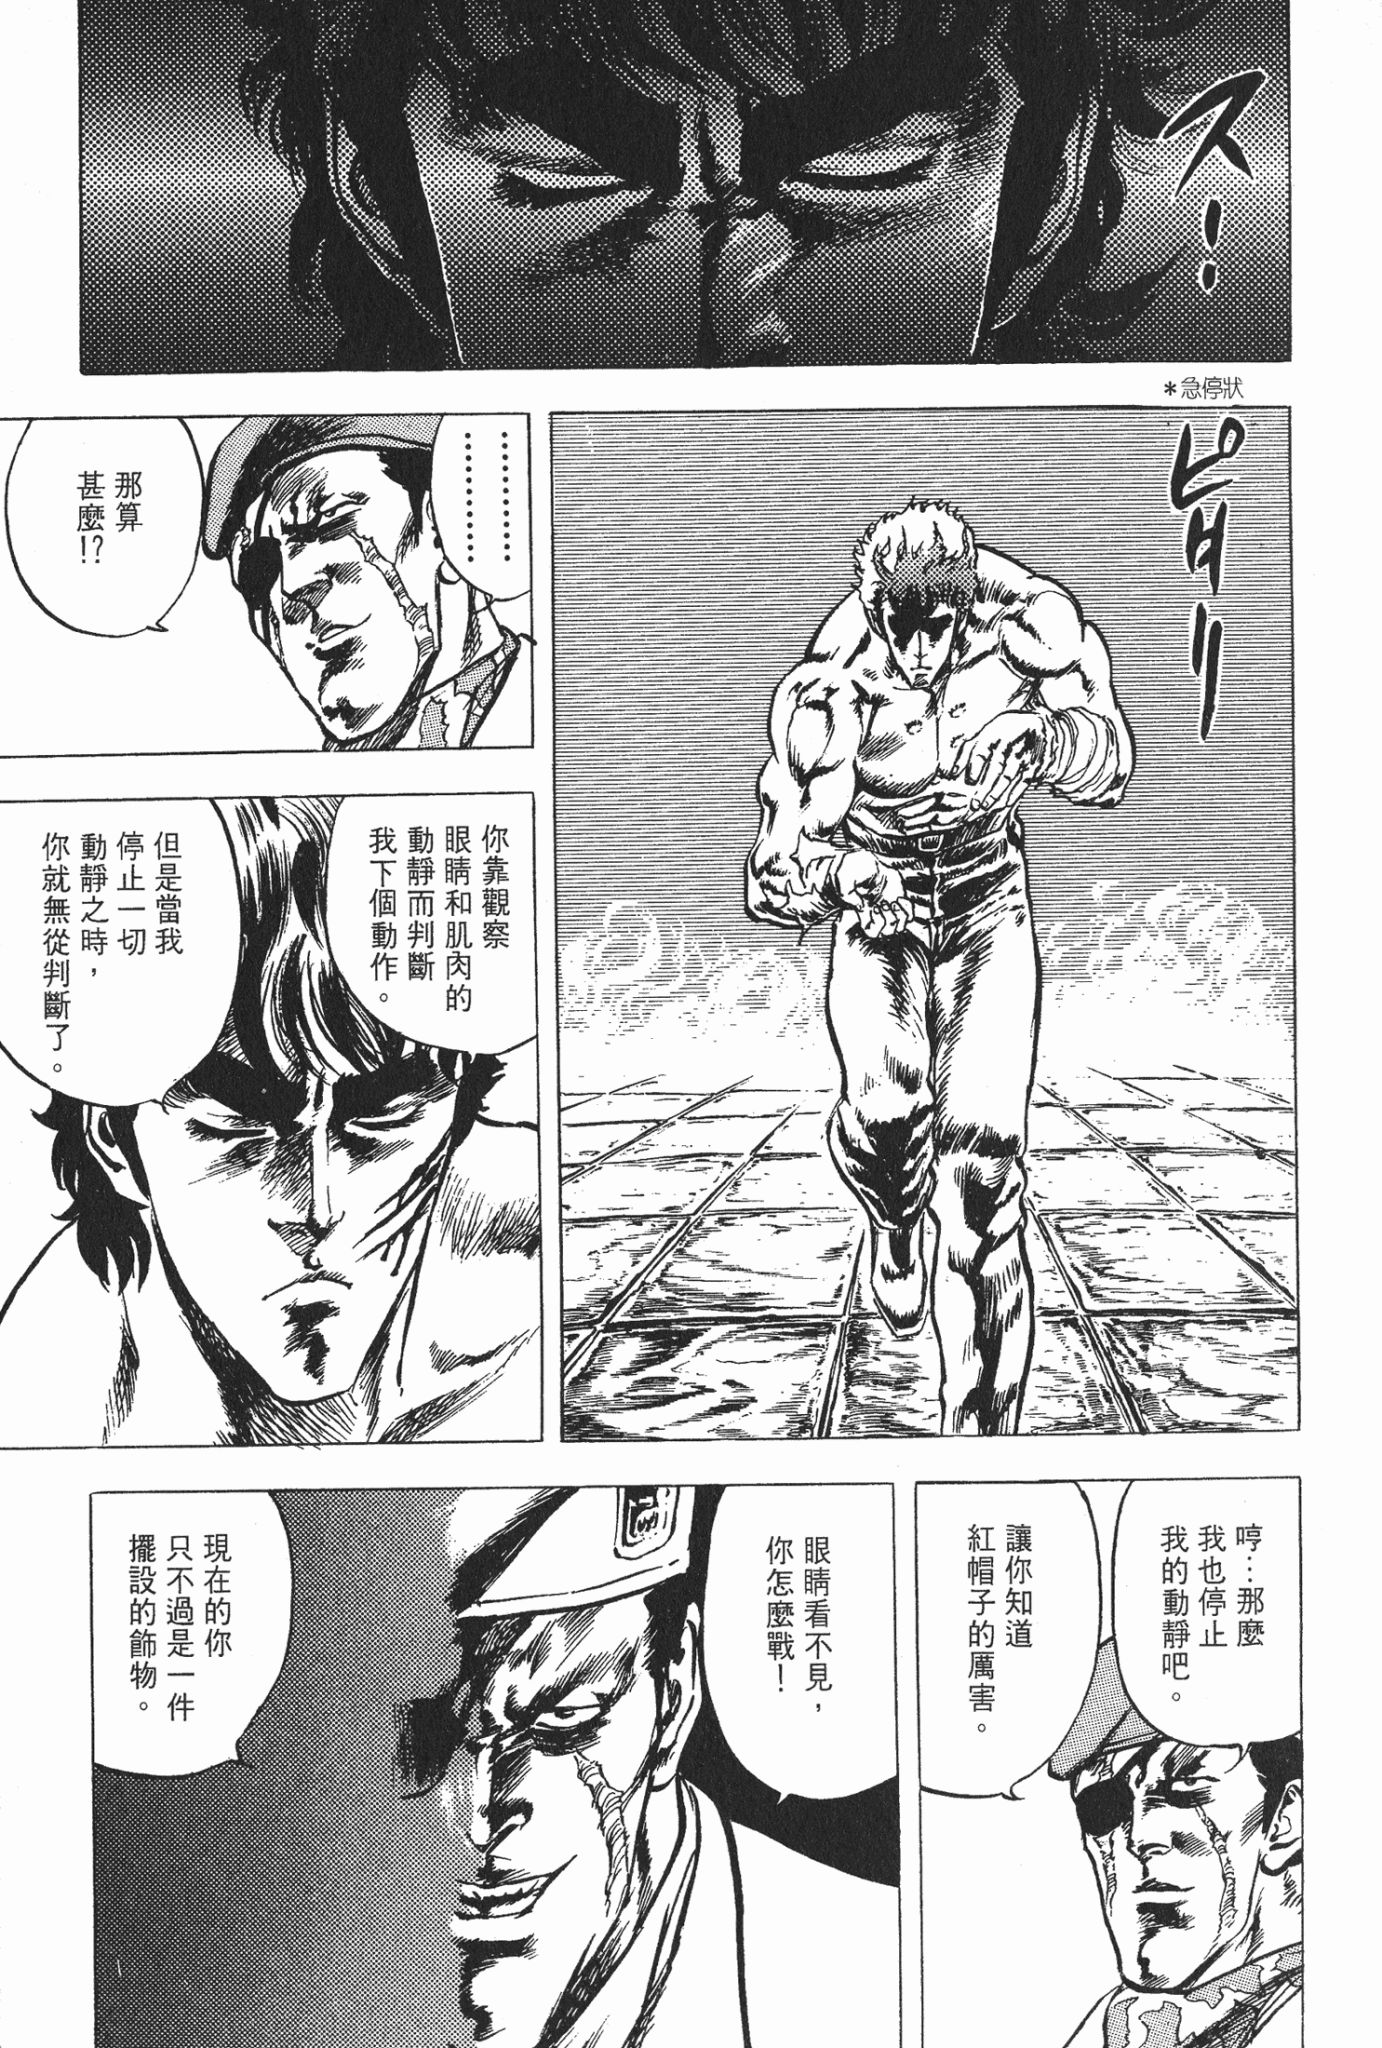 ス…
*急停狀
ピ
タ
リ
…………
…………
那算
甚麼!?
你靠觀察
眼睛和肌肉的
動靜而判斷
我下個動作。
但是當我
停止一切
動靜之時，
你就無從判斷了。
哼…那麼
我也停止
我的動靜吧。
讓你知道
紅帽子的厲害。
眼睛看不見，
你怎麼戰！
現在的你
只不過是一件
擺設的飾物。